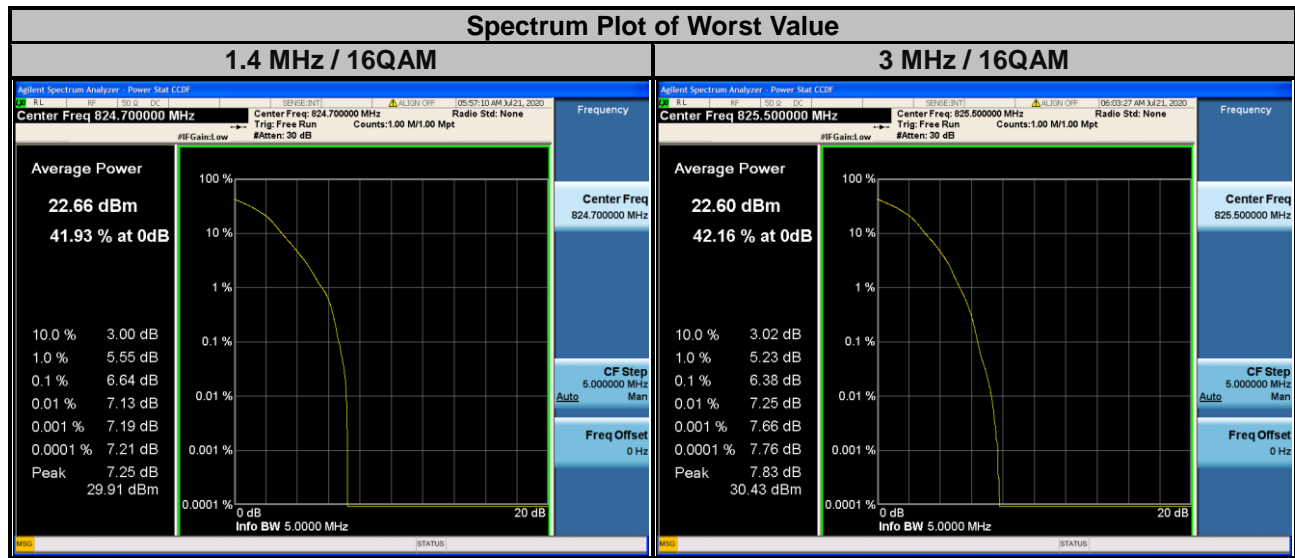 Spectrum Plot of Worst Value
1.4 MHz / 16QAM
3 MHz / 16QAM
Agilent Spectrum Analyzer - Power Stat CCDF
RL RF 50 Ω DC SENSE:INT ALIGN OFF 05:57:10 AM Jul 21, 2020
Center Freq 824.700000 MHz
Center Freq: 824.700000 MHz Radio Std: None
Trig: Free Run Counts:1.00 M/1.00 Mpt
#IFGain:Low #Atten: 30 dB
Frequency
Average Power
22.66 dBm
41.93 % at 0dB
10.0 % 3.00 dB
1.0 % 5.55 dB
0.1 % 6.64 dB
0.01 % 7.13 dB
0.001 % 7.19 dB
0.0001 % 7.21 dB
Peak 7.25 dB
29.91 dBm
100 %
10 %
1 %
0.1 %
0.01 %
0.001 %
0.0001 %
0 dB 20 dB
Info BW 5.0000 MHz
Center Freq
824.700000 MHz
CF Step
5.000000 MHz
Auto Man
Freq Offset
0 Hz
MSG STATUS
Agilent Spectrum Analyzer - Power Stat CCDF
RL RF 50 Ω DC SENSE:INT ALIGN OFF 06:03:27 AM Jul 21, 2020
Center Freq 825.500000 MHz
Center Freq: 825.500000 MHz Radio Std: None
Trig: Free Run Counts:1.00 M/1.00 Mpt
#IFGain:Low #Atten: 30 dB
Frequency
Average Power
22.60 dBm
42.16 % at 0dB
10.0 % 3.02 dB
1.0 % 5.23 dB
0.1 % 6.38 dB
0.01 % 7.25 dB
0.001 % 7.66 dB
0.0001 % 7.76 dB
Peak 7.83 dB
30.43 dBm
100 %
10 %
1 %
0.1 %
0.01 %
0.001 %
0.0001 %
0 dB 20 dB
Info BW 5.0000 MHz
Center Freq
825.500000 MHz
CF Step
5.000000 MHz
Auto Man
Freq Offset
0 Hz
MSG STATUS